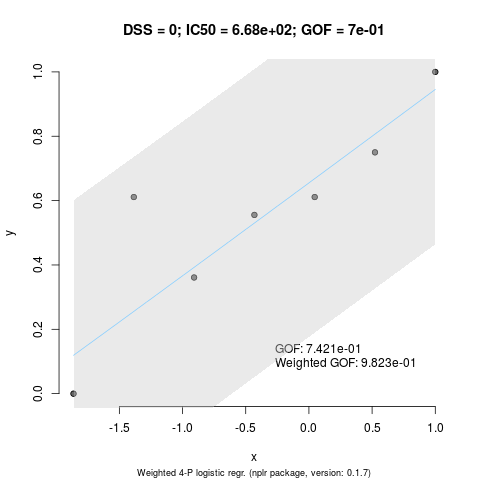 DSS = 0; IC50 = 6.68e+02; GOF = 7e-01
1.0
0.8
0.6
0.4
0.2
0.0
y
GOF: 7.421e-01
Weighted GOF: 9.823e-01
-1.5 -1.0 -0.5 0.0 0.5 1.0
x
Weighted 4-P logistic regr. (nplr package, version: 0.1.7)